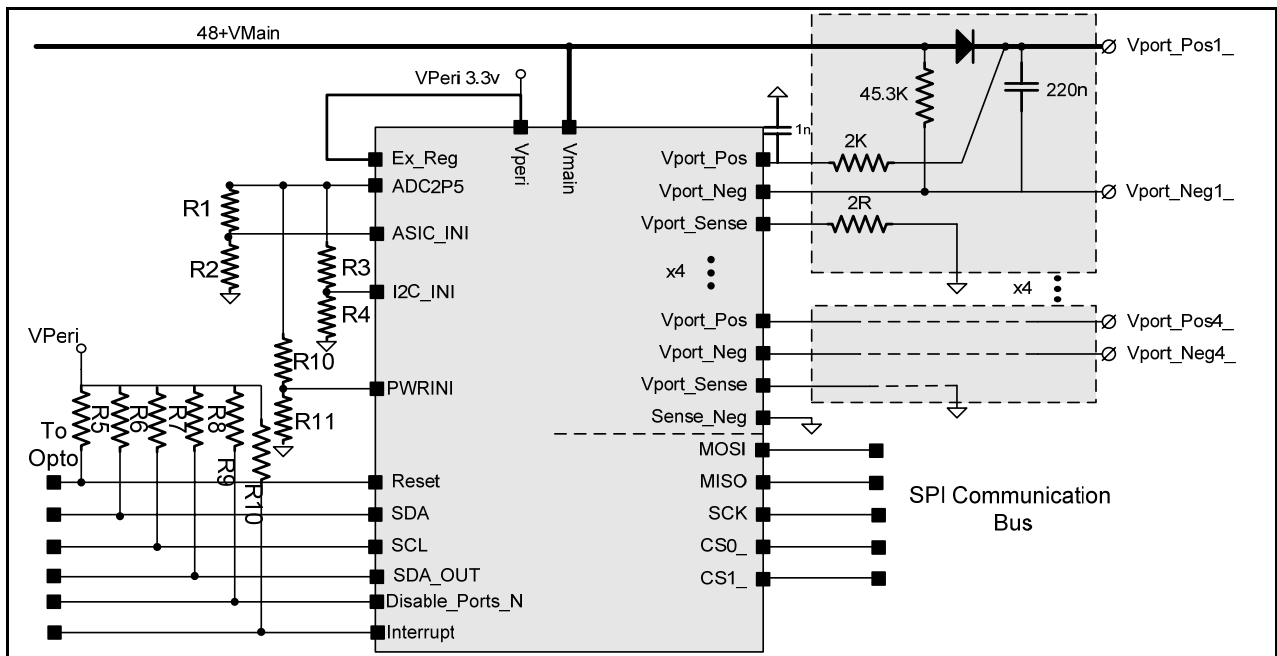 48+VMain
VPeri 3.3v
Vperi
Vmain
Ex_Reg
ADC2P5
ASIC_INI
I2C_INI
PWRINI
Reset
SDA
SCL
SDA_OUT
Disable_Ports_N
Interrupt
R1
R2
R3
R4
R10
R11
VPeri
R5
R6
R7
R8
R9
R10
To
Opto
Vport_Pos
Vport_Neg
Vport_Sense
x4
Vport_Pos
Vport_Neg
Vport_Sense
Sense_Neg
MOSI
MISO
SCK
CS0_
CS1_
1n
2K
45.3K
220n
2R
x4
Vport_Pos1_
Vport_Neg1_
Vport_Pos4_
Vport_Neg4_
SPI Communication
Bus